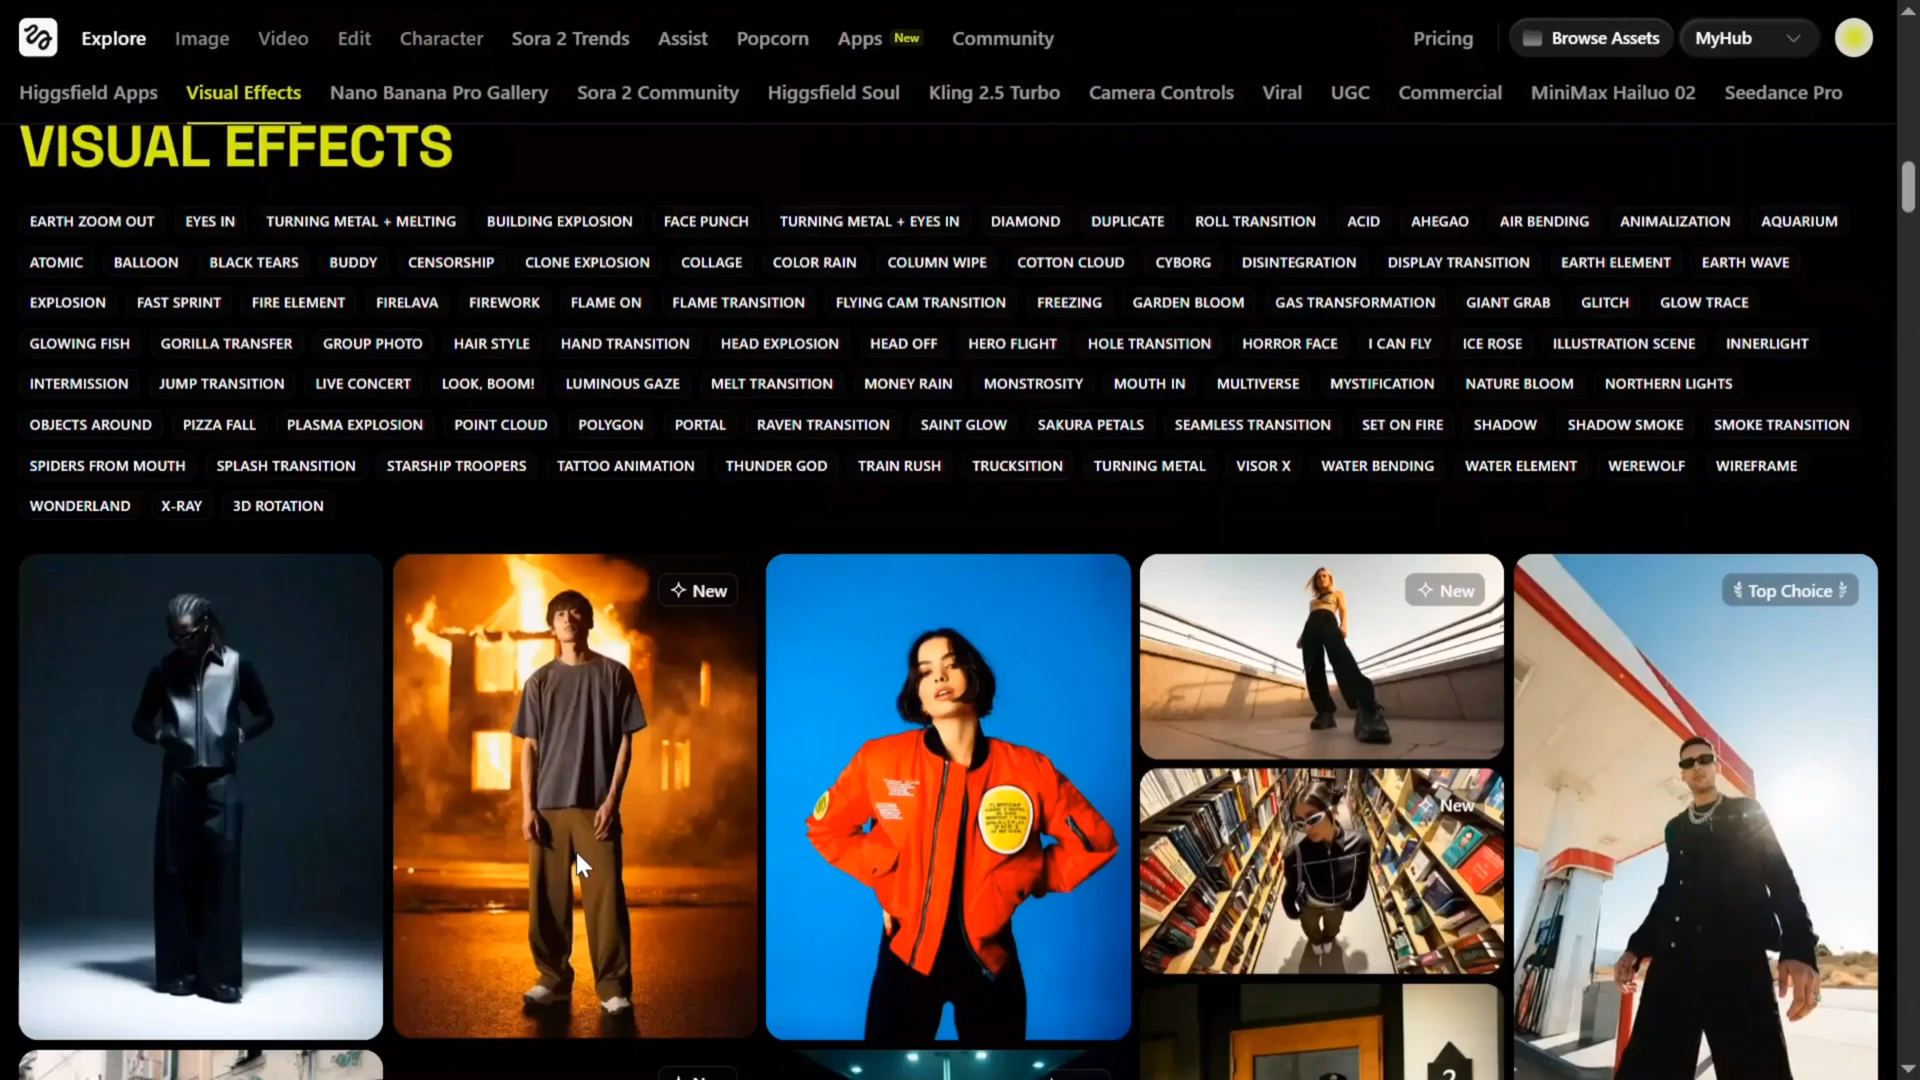 Explore Image Video Edit Character Sora 2 Trends Assist Popcorn Apps New Community Pricing Browse Assets MyHub
Higgsfield Apps Visual Effects Nano Banana Pro Gallery Sora 2 Community Higgsfield Soul Kling 2.5 Turbo Camera Controls Viral UGC Commercial MiniMax Hailuo 02 Seedance Pro
VISUAL EFFECTS
EARTH ZOOM OUT EYES IN TURNING METAL + MELTING BUILDING EXPLOSION FACE PUNCH TURNING METAL + EYES IN DIAMOND DUPLICATE ROLL TRANSITION ACID AHEGAO AIR BENDING ANIMALIZATION AQUARIUM
ATOMIC BALLOON BLACK TEARS BUDDY CENSORSHIP CLONE EXPLOSION COLLAGE COLOR RAIN COLUMN WIPE COTTON CLOUD CYBORG DISINTEGRATION DISPLAY TRANSITION EARTH ELEMENT EARTH WAVE
EXPLOSION FAST SPRINT FIRE ELEMENT FIRELAVA FIREWORK FLAME ON FLAME TRANSITION FLYING CAM TRANSITION FREEZING GARDEN BLOOM GAS TRANSFORMATION GIANT GRAB GLITCH GLOW TRACE
GLOWING FISH GORILLA TRANSFER GROUP PHOTO HAIR STYLE HAND TRANSITION HEAD EXPLOSION HEAD OFF HERO FLIGHT HOLE TRANSITION HORROR FACE I CAN FLY ICE ROSE ILLUSTRATION SCENE INNERLIGHT
INTERMISSION JUMP TRANSITION LIVE CONCERT LOOK, BOOM! LUMINOUS GAZE MELT TRANSITION MONEY RAIN MONSTROSITY MOUTH IN MULTIVERSE MYSTIFICATION NATURE BLOOM NORTHERN LIGHTS
OBJECTS AROUND PIZZA FALL PLASMA EXPLOSION POINT CLOUD POLYGON PORTAL RAVEN TRANSITION SAINT GLOW SAKURA PETALS SEAMLESS TRANSITION SET ON FIRE SHADOW SHADOW SMOKE SMOKE TRANSITION
SPIDERS FROM MOUTH SPLASH TRANSITION STARSHIP TROOPERS TATTOO ANIMATION THUNDER GOD TRAIN RUSH TRUCKSITION TURNING METAL VISOR X WATER BENDING WATER ELEMENT WEREWOLF WIREFRAME
WONDERLAND X-RAY 3D ROTATION
New
New
Top Choice
New